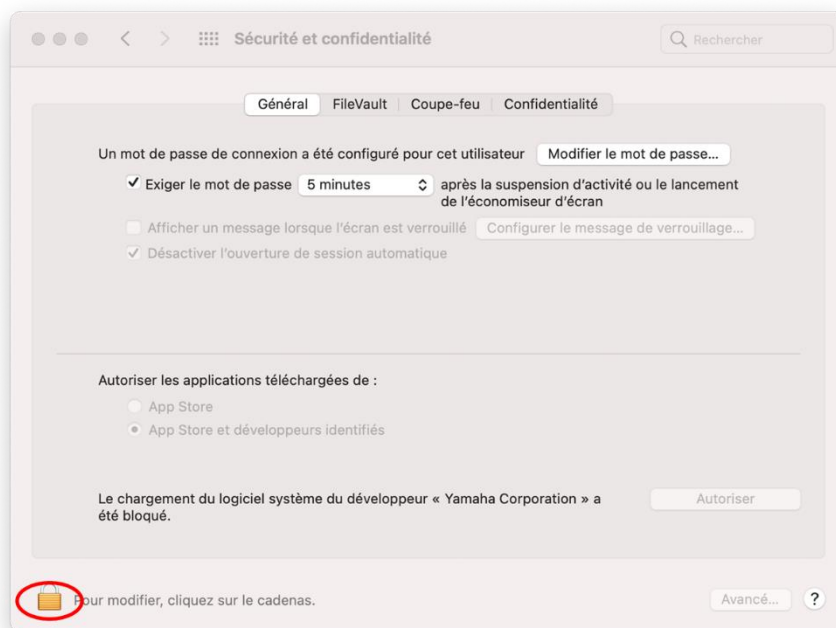 Sécurité et confidentialité
Rechercher
Général FileVault Coupe-feu Confidentialité
Un mot de passe de connexion a été configuré pour cet utilisateur Modifier le mot de passe...
Exiger le mot de passe 5 minutes après la suspension d'activité ou le lancement
de l'économiseur d'écran
Afficher un message lorsque l'écran est verrouillé Configurer le message de verrouillage...
Désactiver l'ouverture de session automatique
Autoriser les applications téléchargées de :
App Store
App Store et développeurs identifiés
Le chargement du logiciel système du développeur « Yamaha Corporation » a
été bloqué.
Autoriser
Pour modifier, cliquez sur le cadenas.
Avancé... ?